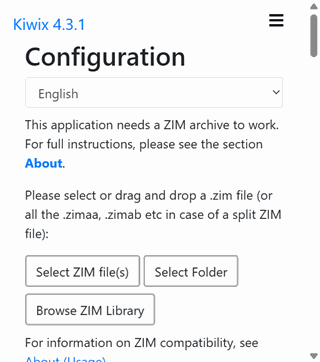 Kiwix 4.3.1
Configuration
English
This application needs a ZIM archive to work.
For full instructions, please see the section
About.
Please select or drag and drop a .zim file (or
all the .zimaa, .zimab etc in case of a split ZIM
file):
Select ZIM file(s)
Select Folder
Browse ZIM Library
For information on ZIM compatibility, see
About (Usage)